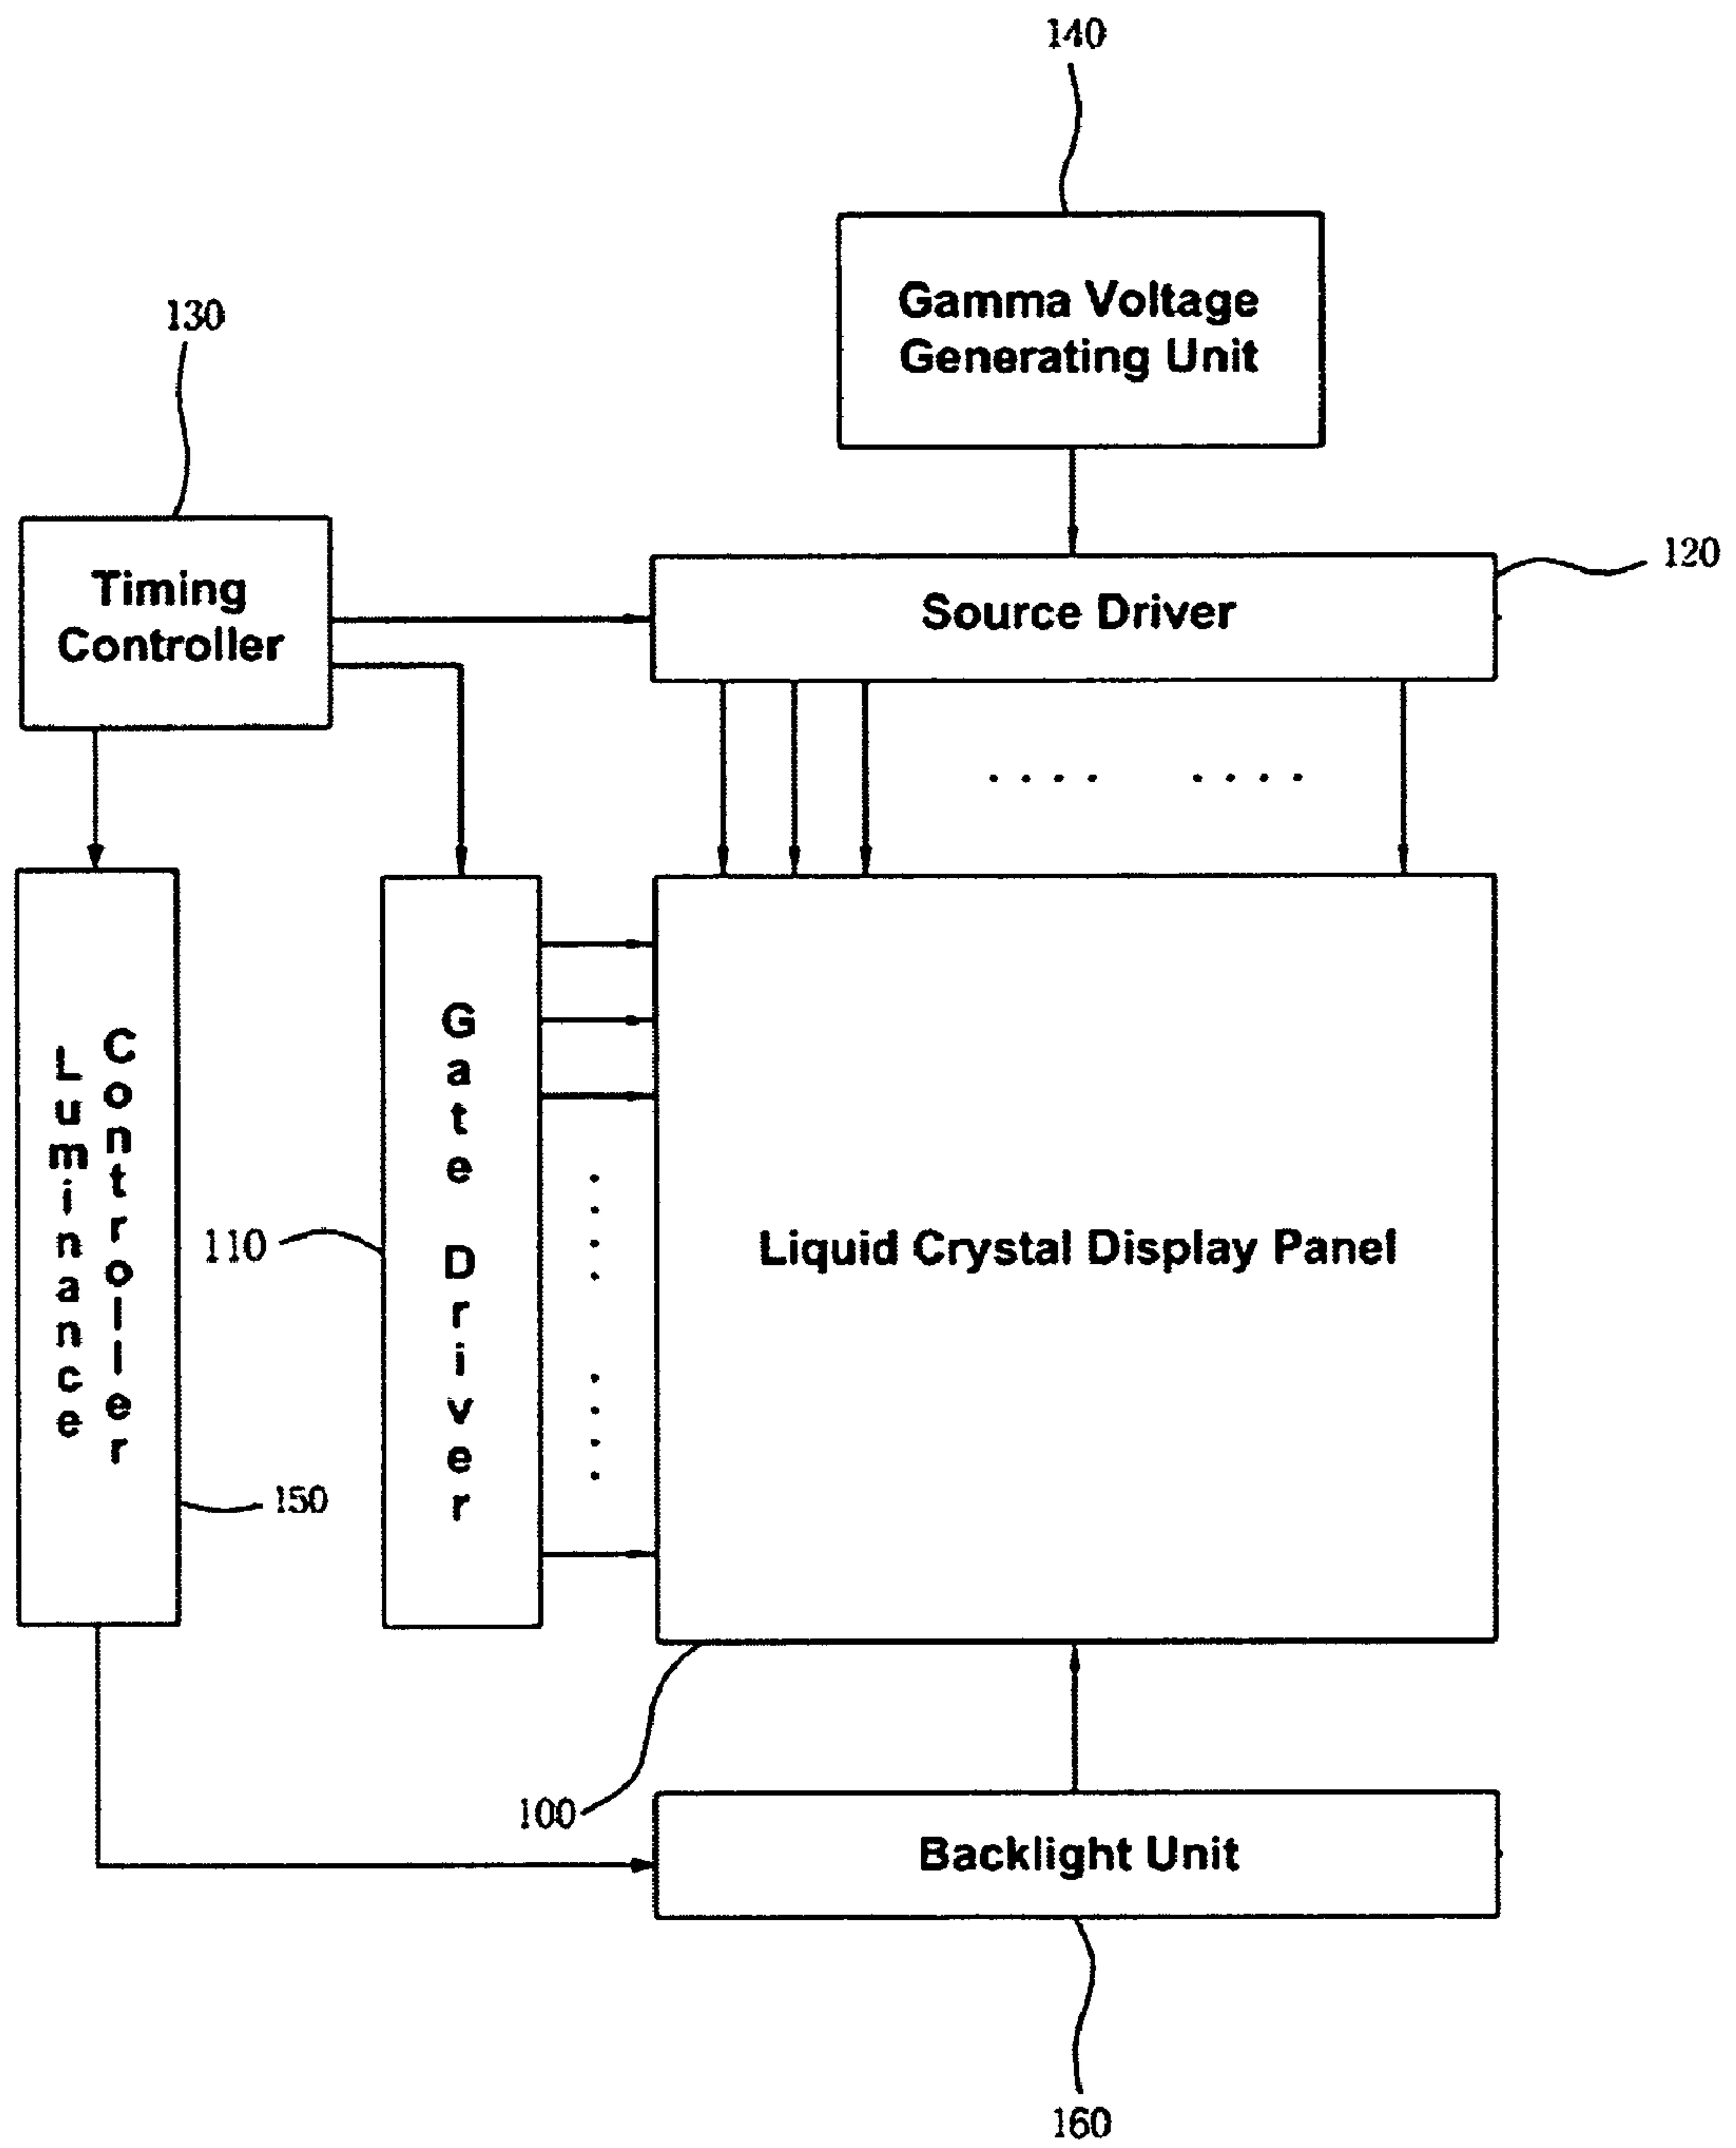 140
Gamma Voltage
Generating Unit
130
Timing
Controller
Source Driver
120
Luminance
Controller
Gate Driver
110
Liquid Crystal Display Panel
150
100
Backlight Unit
160